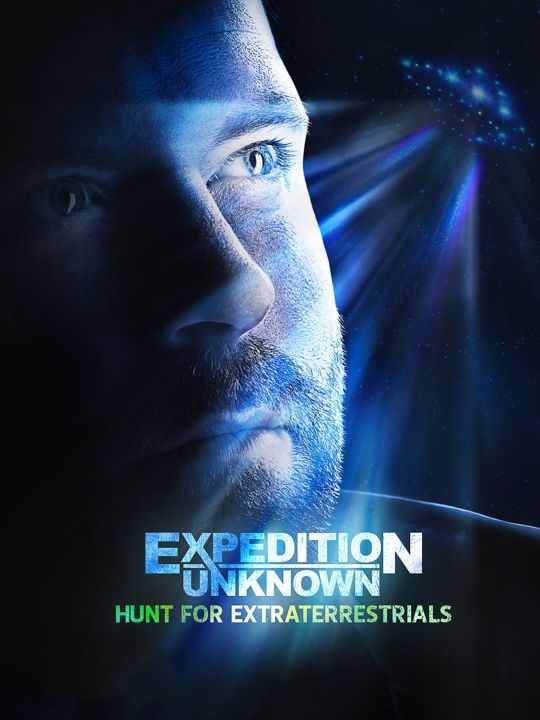 EXPEDITION
UNKNOWN
HUNT FOR EXTRATERRESTRIALS